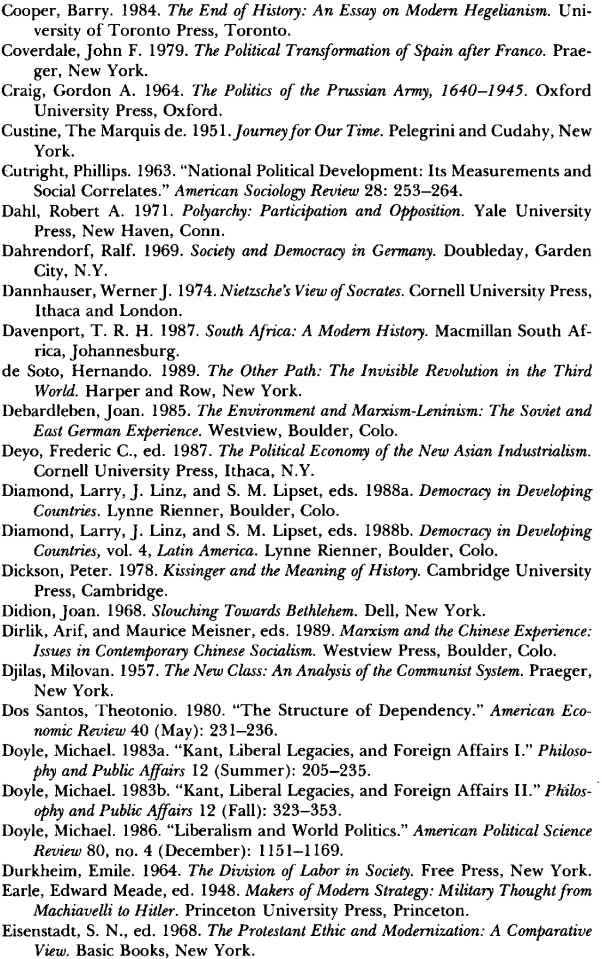 Cooper, Barry. 1984. The End of History: An Essay on Modern Hegelianism. Uni-
versity of Toronto Press, Toronto.
Coverdale, John F. 1979. The Political Transformation of Spain after Franco. Prae-
ger, New York.
Craig, Gordon A. 1964. The Politics of the Prussian Army, 1640–1945. Oxford
University Press, Oxford.
Custine, The Marquis de. 1951. Journey for Our Time. Pelegrini and Cudahy, New
York.
Cutright, Phillips. 1963. “National Political Development: Its Measurements and
Social Correlates.” American Sociology Review 28: 253–264.
Dahl, Robert A. 1971. Polyarchy: Participation and Opposition. Yale University
Press, New Haven, Conn.
Dahrendorf, Ralf. 1969. Society and Democracy in Germany. Doubleday, Garden
City, N.Y.
Dannhauser, Werner J. 1974. Nietzsche's View of Socrates. Cornell University Press,
Ithaca and London.
Davenport, T. R. H. 1987. South Africa: A Modern History. Macmillan South Af-
rica, Johannesburg.
de Soto, Hernando. 1989. The Other Path: The Invisible Revolution in the Third
World. Harper and Row, New York.
Debardleben, Joan. 1985. The Environment and Marxism-Leninism: The Soviet and
East German Experience. Westview, Boulder, Colo.
Deyo, Frederic C., ed. 1987. The Political Economy of the New Asian Industrialism.
Cornell University Press, Ithaca, N.Y.
Diamond, Larry, J. Linz, and S. M. Lipset, eds. 1988a. Democracy in Developing
Countries. Lynne Rienner, Boulder, Colo.
Diamond, Larry, J. Linz, and S. M. Lipset, eds. 1988b. Democracy in Developing
Countries, vol. 4, Latin America. Lynne Rienner, Boulder, Colo.
Dickson, Peter. 1978. Kissinger and the Meaning of History. Cambridge University
Press, Cambridge.
Didion, Joan. 1968. Slouching Towards Bethlehem. Dell, New York.
Dirlik, Arif, and Maurice Meisner, eds. 1989. Marxism and the Chinese Experience:
Issues in Contemporary Chinese Socialism. Westview Press, Boulder, Colo.
Djilas, Milovan. 1957. The New Class: An Analysis of the Communist System. Praeger,
New York.
Dos Santos, Theotonio. 1980. “The Structure of Dependency.” American Eco-
nomic Review 40 (May): 231–236.
Doyle, Michael. 1983a. “Kant, Liberal Legacies, and Foreign Affairs I.” Philoso-
phy and Public Affairs 12 (Summer): 205–235.
Doyle, Michael. 1983b. “Kant, Liberal Legacies, and Foreign Affairs II.” Philos-
ophy and Public Affairs 12 (Fall): 323–353.
Doyle, Michael. 1986. “Liberalism and World Politics.” American Political Science
Review 80, no. 4 (December): 1151–1169.
Durkheim, Emile. 1964. The Division of Labor in Society. Free Press, New York.
Earle, Edward Meade, ed. 1948. Makers of Modern Strategy: Military Thought from
Machiavelli to Hitler. Princeton University Press, Princeton.
Eisenstadt, S. N., ed. 1968. The Protestant Ethic and Modernization: A Comparative
View. Basic Books, New York.